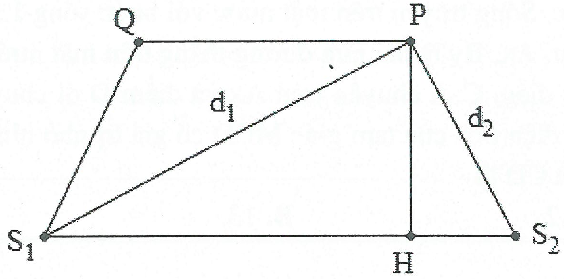 Q P
d₁ d₂
S₁ H S₂